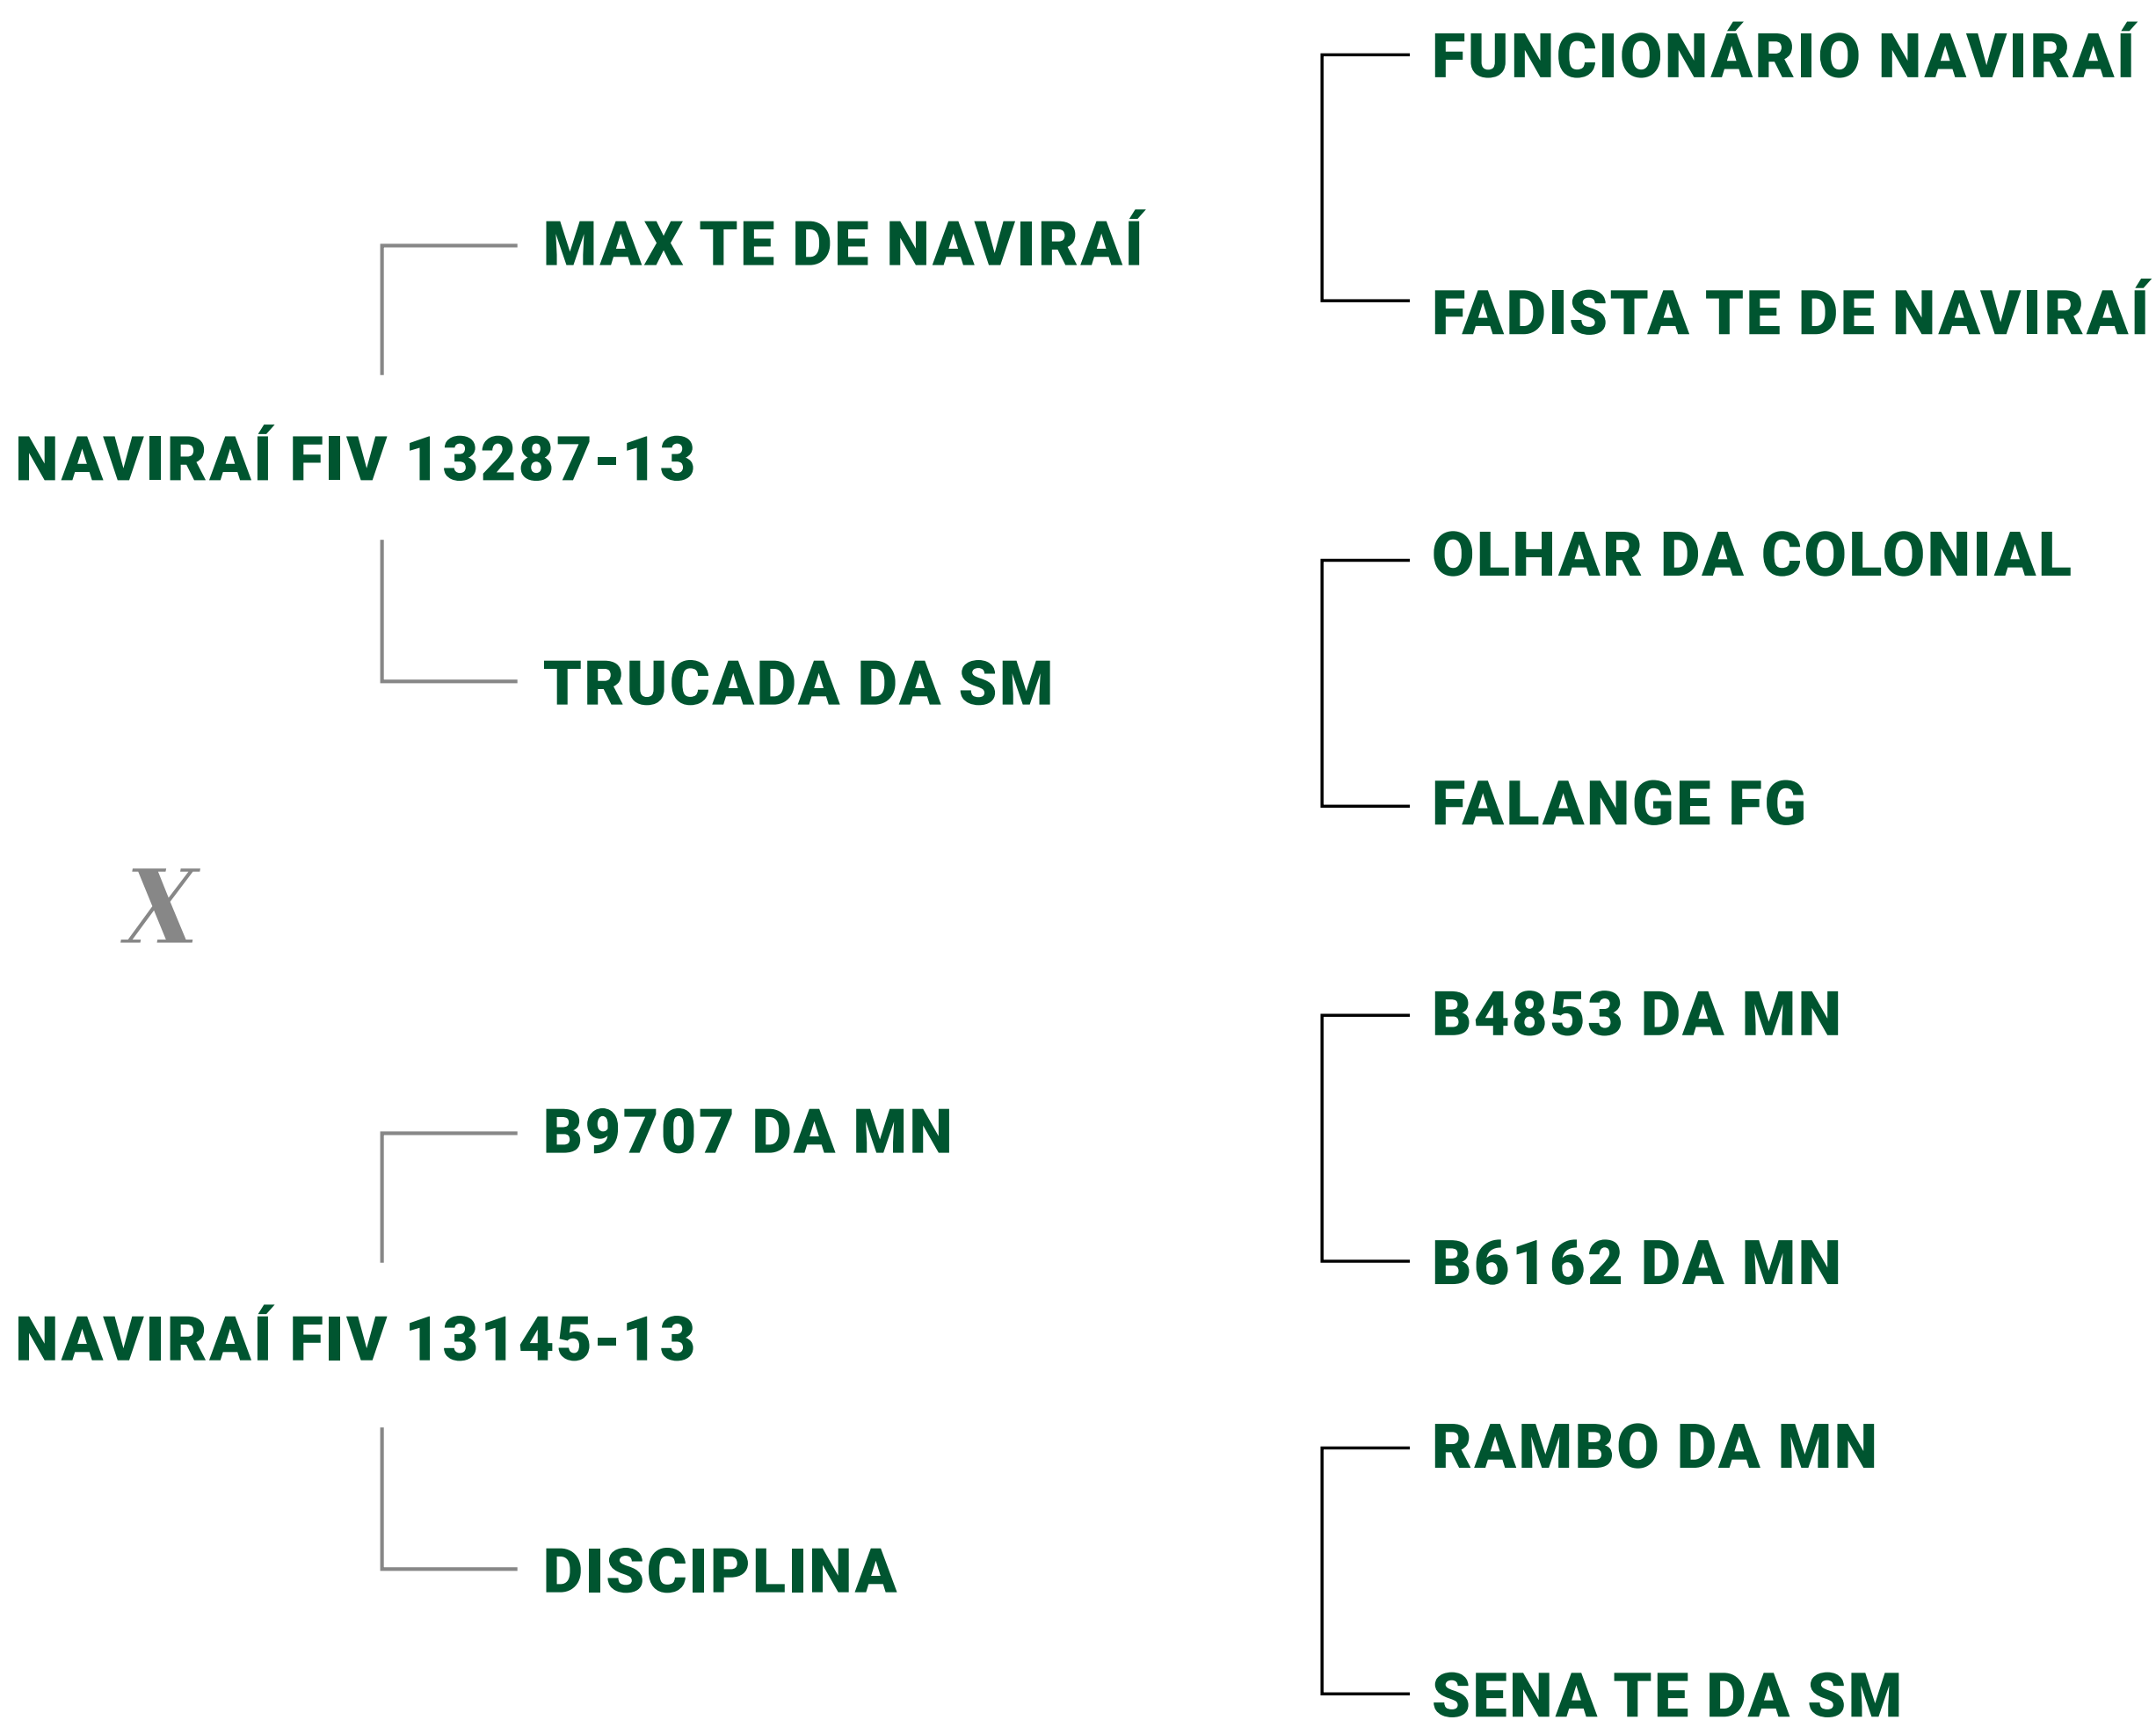 FUNCIONÁRIO NAVIRAÍ
MAX TE DE NAVIRAÍ
FADISTA TE DE NAVIRAÍ
NAVIRAÍ FIV 13287-13
OLHAR DA COLONIAL
TRUCADA DA SM
FALANGE FG
X
B4853 DA MN
B9707 DA MN
B6162 DA MN
NAVIRAÍ FIV 13145-13
RAMBO DA MN
DISCIPLINA
SENA TE DA SM